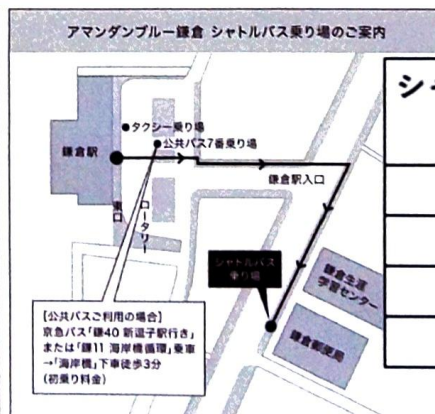 アマンダンブルー鎌倉 シャトルバス乗り場のご案内
シャ
タクシー乗り場
公共バス7番乗り場
鎌倉駅
鎌倉駅入口
東口
ロータリー
シャトルバス
乗り場
鎌倉生涯
学習センター
鎌倉郵便局
[公共バスご利用の場合]
京急バス「鎌40 新逗子駅行き」
または「鎌11 海岸橋循環」乗車
→「海岸橋」下車徒歩3分
(初乗り料金)